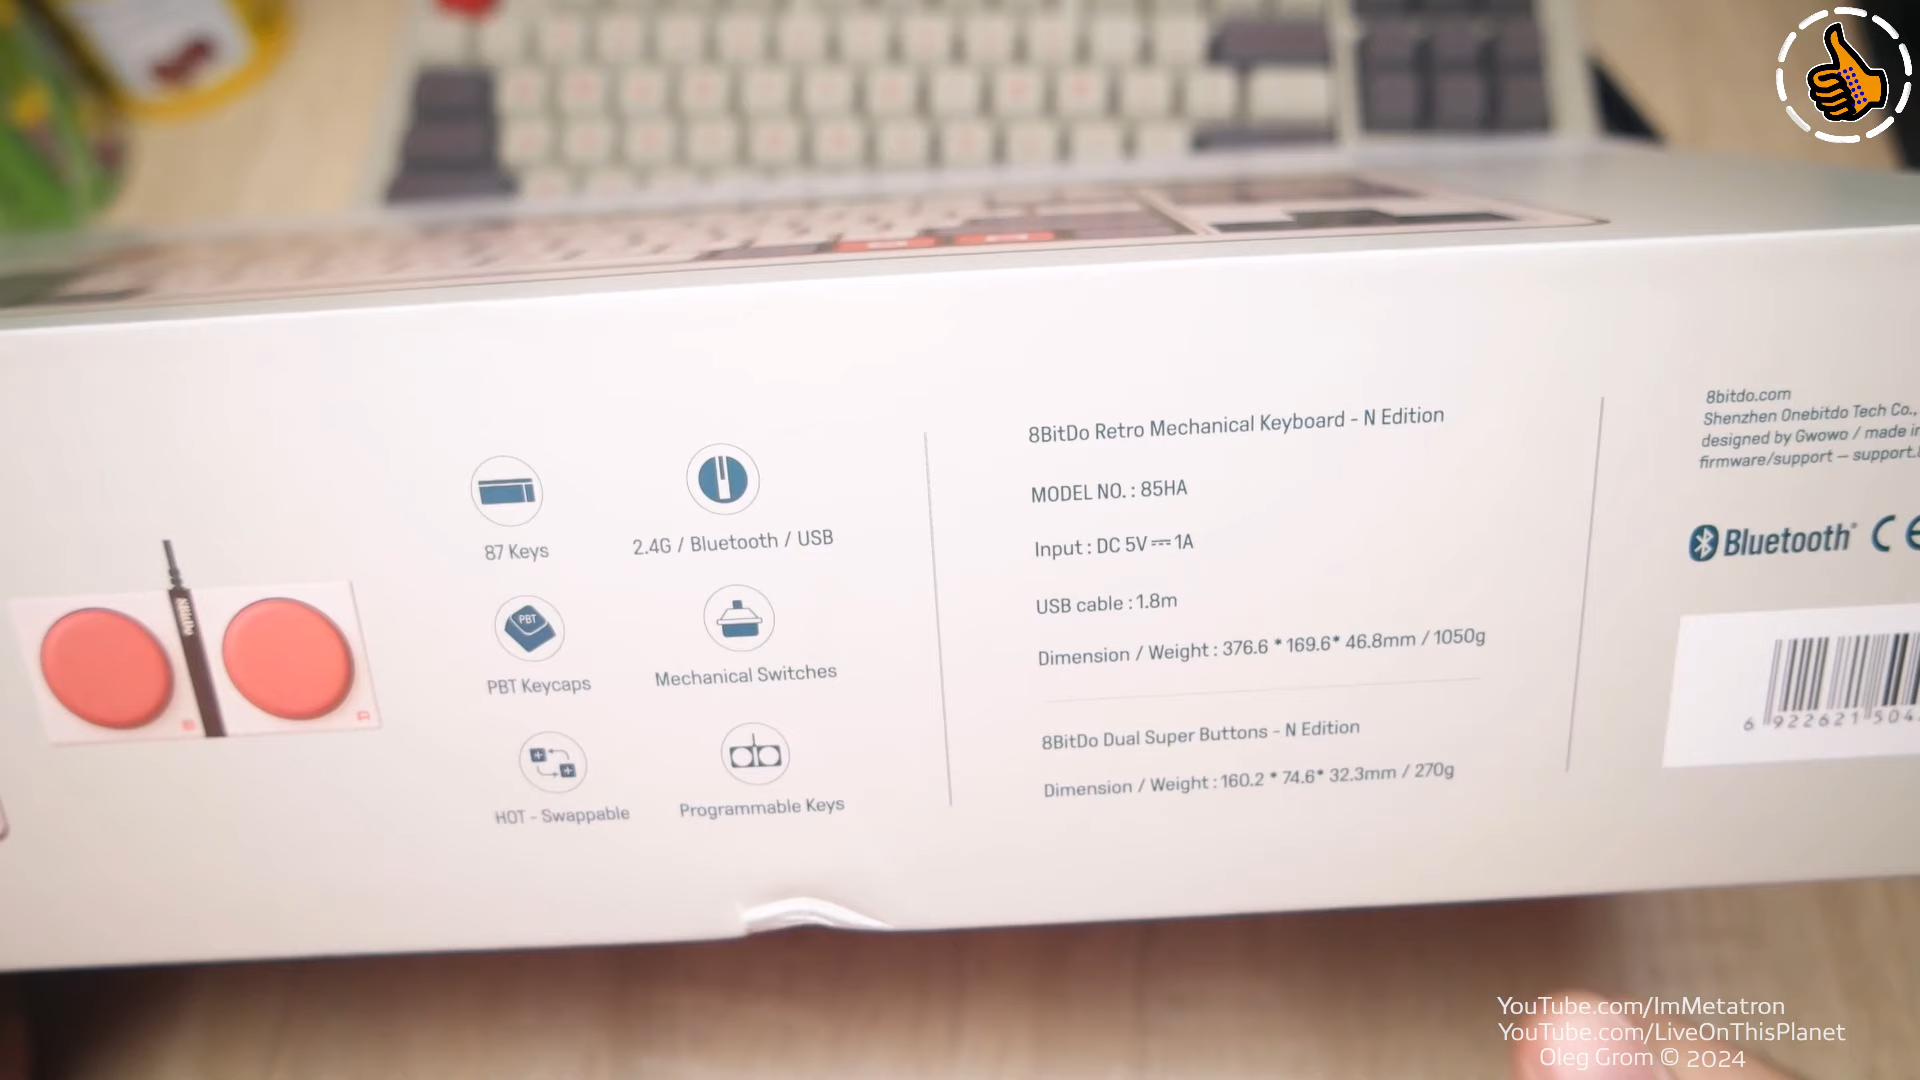 87 Keys
2.4G / Bluetooth / USB
PBT
PBT Keycaps
Mechanical Switches
HOT - Swappable
Programmable Keys
8BitDo Retro Mechanical Keyboard - N Edition
MODEL NO. : 85HA
Input : DC 5V⎓1A
USB cable : 1.8m
Dimension / Weight : 376.6 * 169.6* 46.8mm / 1050g
8BitDo Dual Super Buttons - N Edition
Dimension / Weight : 160.2 * 74.6* 32.3mm / 270g
8bitdo.com
Shenzhen Onebitdo Tech Co.,
designed by Gwowo / made in
firmware/support – support.
Bluetooth® CE
6 922621 504
B
A
YouTube.com/ImMetatron
YouTube.com/LiveOnThisPlanet
Oleg Grom © 2024